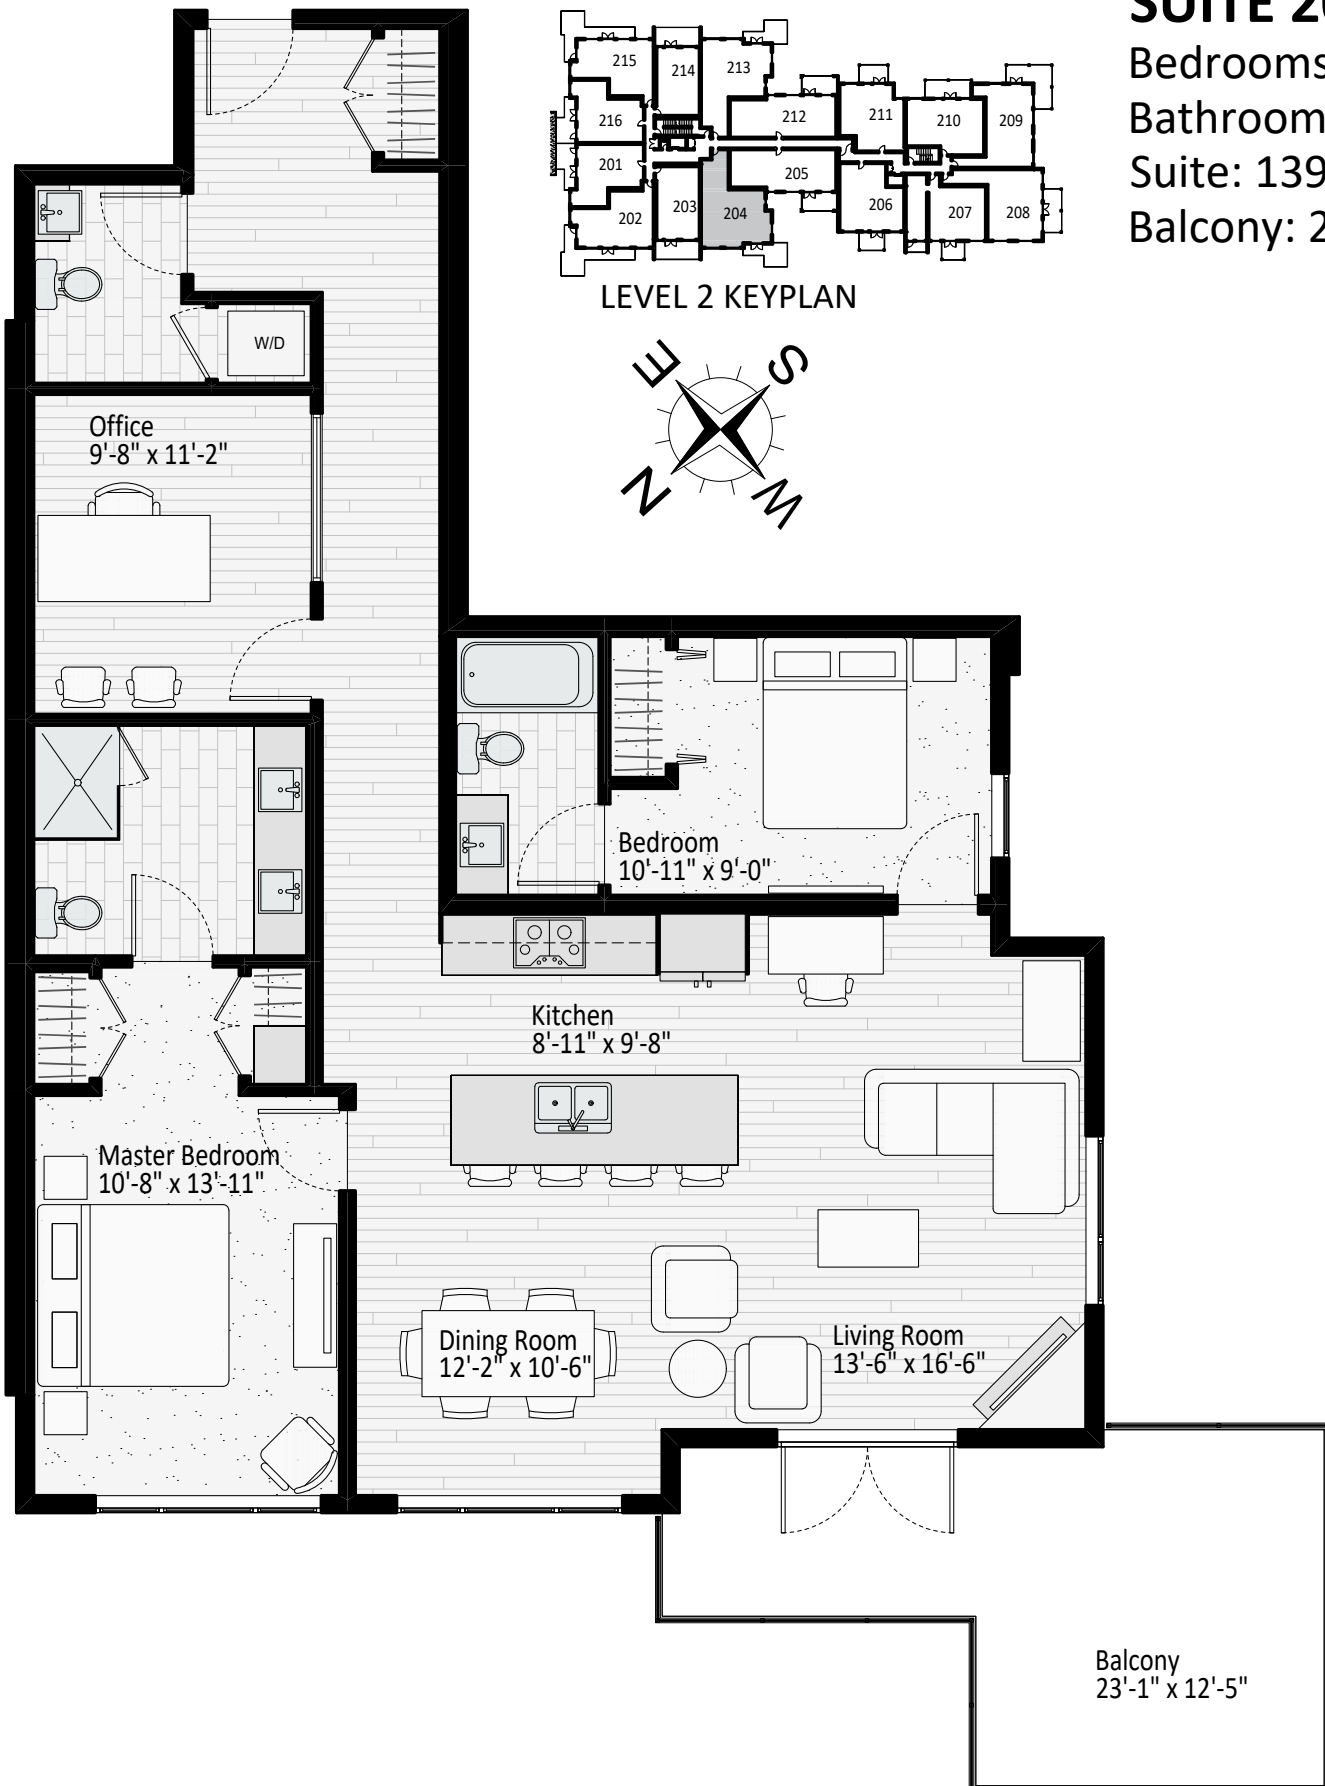 SUITE
Bedrooms
Bathroom
Suite: 139
Balcony: 2
215
214
213
216
212
211
210
209
201
205
202
203
204
206
207
208
LEVEL 2 KEYPLAN
E
S
N
W
W/D
Office
9'-8" x 11'-2"
Bedroom
10'-11" x 9'-0"
Kitchen
8'-11" x 9'-8"
Master Bedroom
10'-8" x 13'-11"
Dining Room
12'-2" x 10'-6"
Living Room
13'-6" x 16'-6"
Balcony
23'-1" x 12'-5"